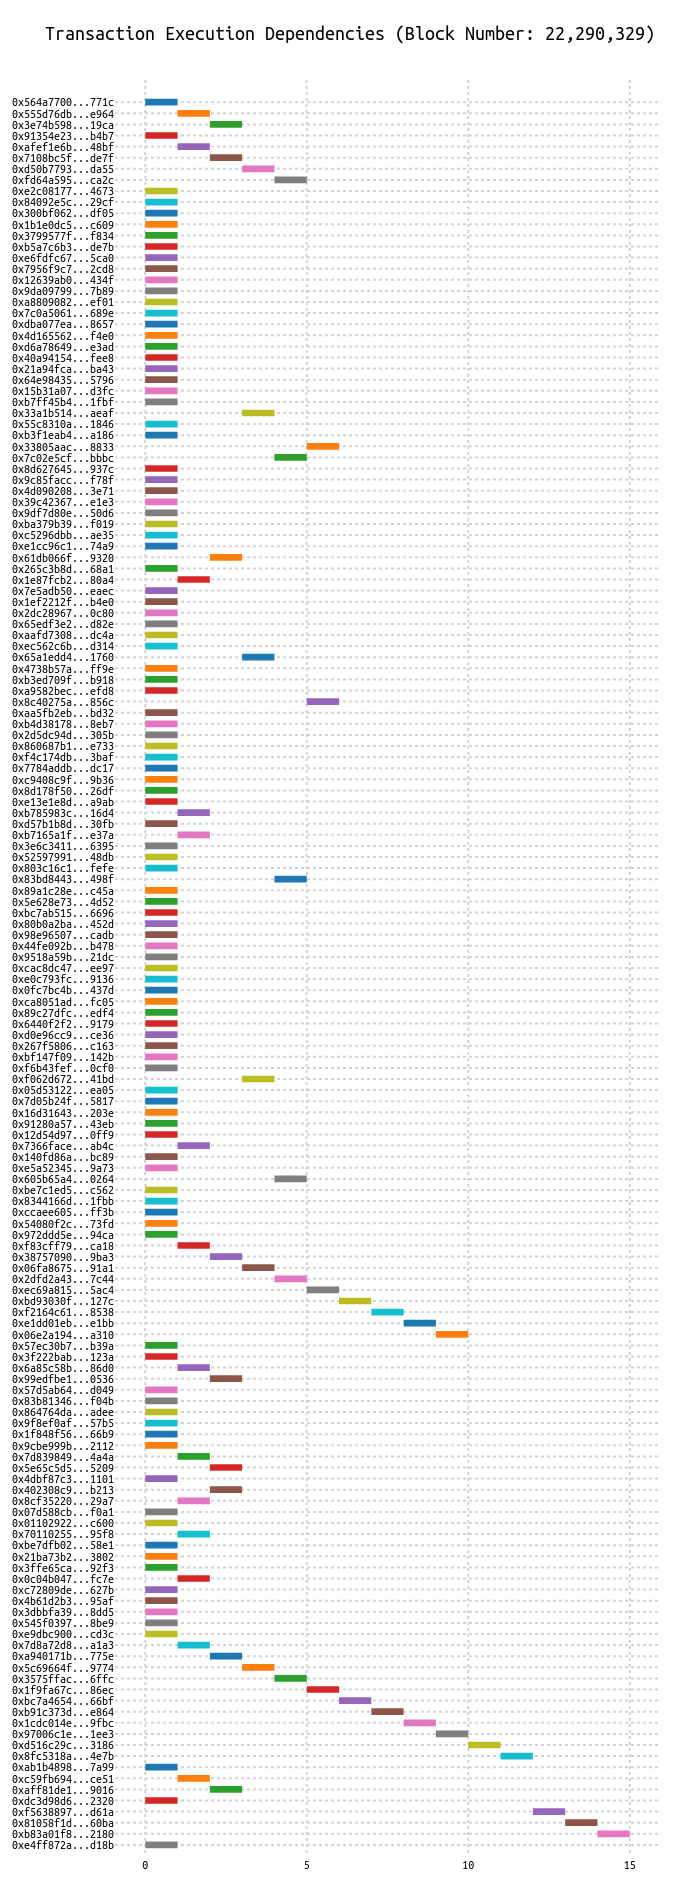 Transaction Execution Dependencies (Block Number: 22,290,329)
0x564a7700...771c
0x555d76db...e964
0x3e74b598...19ca
0x91354e23...b4b7
0xafef1e6b...48bf
0x7108bc5f...de7f
0xd50b7793...da55
0xfd64a595...ca2c
0xe2c08177...4673
0x84092e5c...29cf
0x300bf062...df05
0x1b1e0dc5...c609
0x3799577f...f834
0xb5a7c6b3...de7b
0xe6fdfc67...5ca0
0x7956f9c7...2cd8
0x12639ab0...434f
0x9da09799...7b89
0xa8809082...ef01
0x7c0a5061...689e
0xdba077ea...8657
0x4d165562...f4e0
0xd6a78649...e3ad
0x40a94154...fee8
0x21a94fca...ba43
0x64e98435...5796
0x15b31a07...d3fc
0xb7ff45b4...1fbf
0x33a1b514...aeaf
0x55c8310a...1846
0xb3f1eab4...a186
0x33805aac...8833
0x7c02e5cf...bbbc
0x8d627645...937c
0x9c85facc...f78f
0x4d090208...3e71
0x39c42367...e1e3
0x9df7d80e...50d6
0xba379b39...f019
0xc5296dbb...ae35
0xe1cc96c1...74a9
0x61db066f...9320
0x265c3b8d...68a1
0x1e87fcb2...80a4
0x7e5adb50...eaec
0x1ef2212f...b4e0
0x2dc28967...0c80
0x65edf3e2...d82e
0xaafd7308...dc4a
0xec562c6b...d314
0x65a1edd4...1760
0x4738b57a...ff9e
0xb3ed709f...b918
0xa9582bec...efd8
0x8c40275a...856c
0xaa5fb2eb...bd32
0xb4d38178...8eb7
0x2d5dc94d...305b
0x860687b1...e733
0xf4c174db...3baf
0x7784addb...dc17
0xc9408c9f...9b36
0x8d178f50...26df
0xe13e1e8d...a9ab
0xb785983c...16d4
0xd57b1b8d...30fb
0xb7165a1f...e37a
0x3e6c3411...6395
0x52597991...48db
0x803c16c1...fefe
0x83bd8443...498f
0x89a1c28e...c45a
0x5e628e73...4d52
0xbc7ab515...6696
0x80b0a2ba...452d
0x98e96507...cadb
0x44fe092b...b478
0x9518a59b...21dc
0xcac8dc47...ee97
0xe0c793fc...9136
0x0fc7bc4b...437d
0xca8051ad...fc05
0x89c27dfc...edf4
0x6440f2f2...9179
0xd0e96cc9...ce36
0x267f5806...c163
0xbf147f09...142b
0xf6b43fef...0cf0
0xf062d672...41bd
0x05d53122...ea05
0x7d05b24f...5817
0x16d31643...203e
0x91280a57...43eb
0x12d54d97...0ff9
0x7366face...ab4c
0x140fd86a...bc89
0xe5a52345...9a73
0x605b65a4...0264
0xbe7c1ed5...c562
0x8344166d...1fbb
0xccaee605...ff3b
0x54080f2c...73fd
0x972ddd5e...94ca
0xf83cff79...ca18
0x38757090...9ba3
0x06fa8675...91a1
0x2dfd2a43...7c44
0xec69a815...5ac4
0xbd93030f...127c
0xf2164c61...8538
0xe1dd01eb...e1bb
0x06e2a194...a310
0x57ec30b7...b39a
0x3f222bab...123a
0x6a85c58b...86d0
0x99edfbe1...0536
0x57d5ab64...d049
0x83b81346...f04b
0x864764da...adee
0x9f8ef0af...57b5
0x1f848f56...66b9
0x9cbe999b...2112
0x7d839849...4a4a
0x5e65c5d5...5209
0x4dbf87c3...1101
0x402308c9...b213
0x8cf35220...29a7
0x07d588cb...f0a1
0x01102922...c600
0x70110255...95f8
0xbe7dfb02...58e1
0x21ba73b2...3802
0x3ffe65ca...92f3
0x0c04b047...fc7e
0xc72809de...627b
0x4b61d2b3...95af
0x3dbbfa39...8dd5
0x545f0397...8be9
0xe9dbc900...cd3c
0x7d8a72d8...a1a3
0xa940171b...775e
0x5c69664f...9774
0x3575ffac...6ffc
0x1f9fa67c...86ec
0xbc7a4654...66bf
0xb91c373d...e864
0x1cdc014e...9fbc
0x97006c1e...1ee3
0xd516c29c...3186
0x8fc5318a...4e7b
0xab1b4898...7a99
0xc59fb694...ce51
0xaff81de1...9016
0xdc3d98d6...2320
0xf5638897...d61a
0x81058f1d...60ba
0xb83a01f8...2180
0xe4ff872a...d18b
0 5 10 15